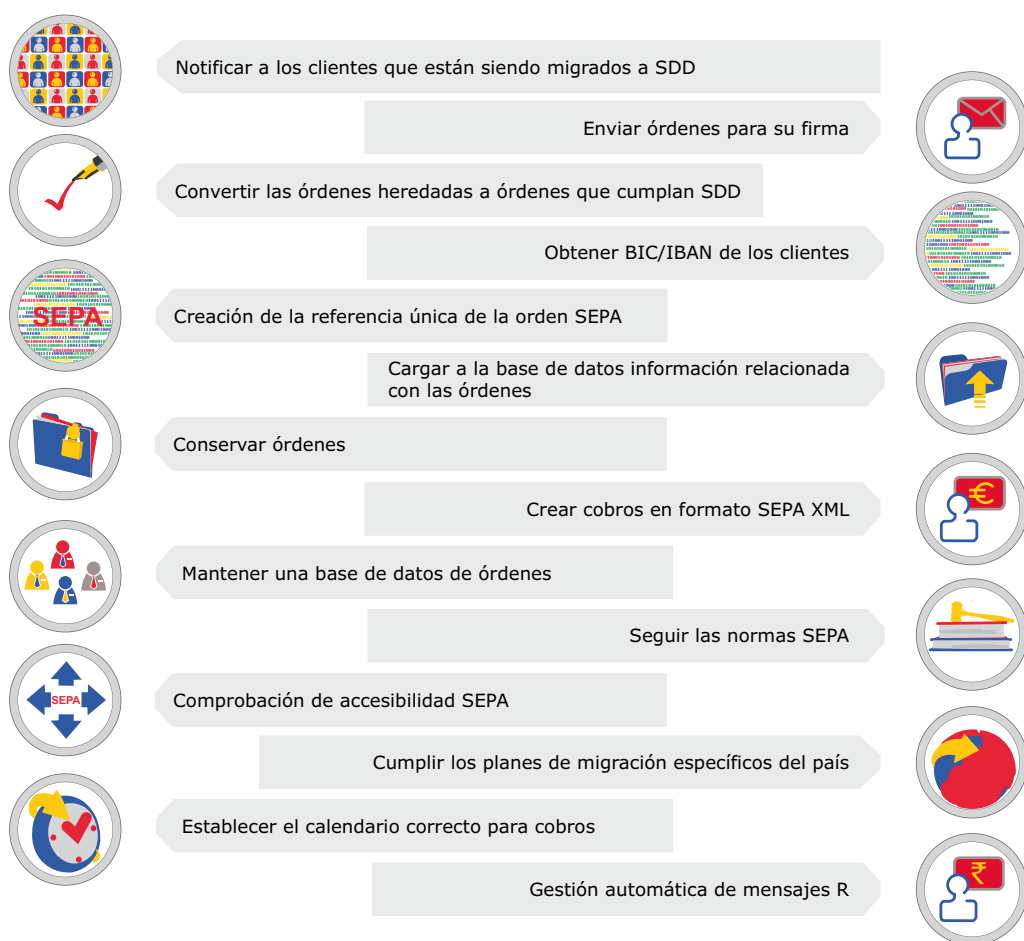 Notificar a los clientes que están siendo migrados a SDD
Enviar órdenes para su firma
Convertir las órdenes heredadas a órdenes que cumplan SDD
Obtener BIC/IBAN de los clientes
SEPA
Creación de la referencia única de la orden SEPA
Cargar a la base de datos información relacionada
con las órdenes
Conservar órdenes
€
Crear cobros en formato SEPA XML
Mantener una base de datos de órdenes
Seguir las normas SEPA
SEPA
Comprobación de accesibilidad SEPA
Cumplir los planes de migración específicos del país
Establecer el calendario correcto para cobros
Gestión automática de mensajes R
₹